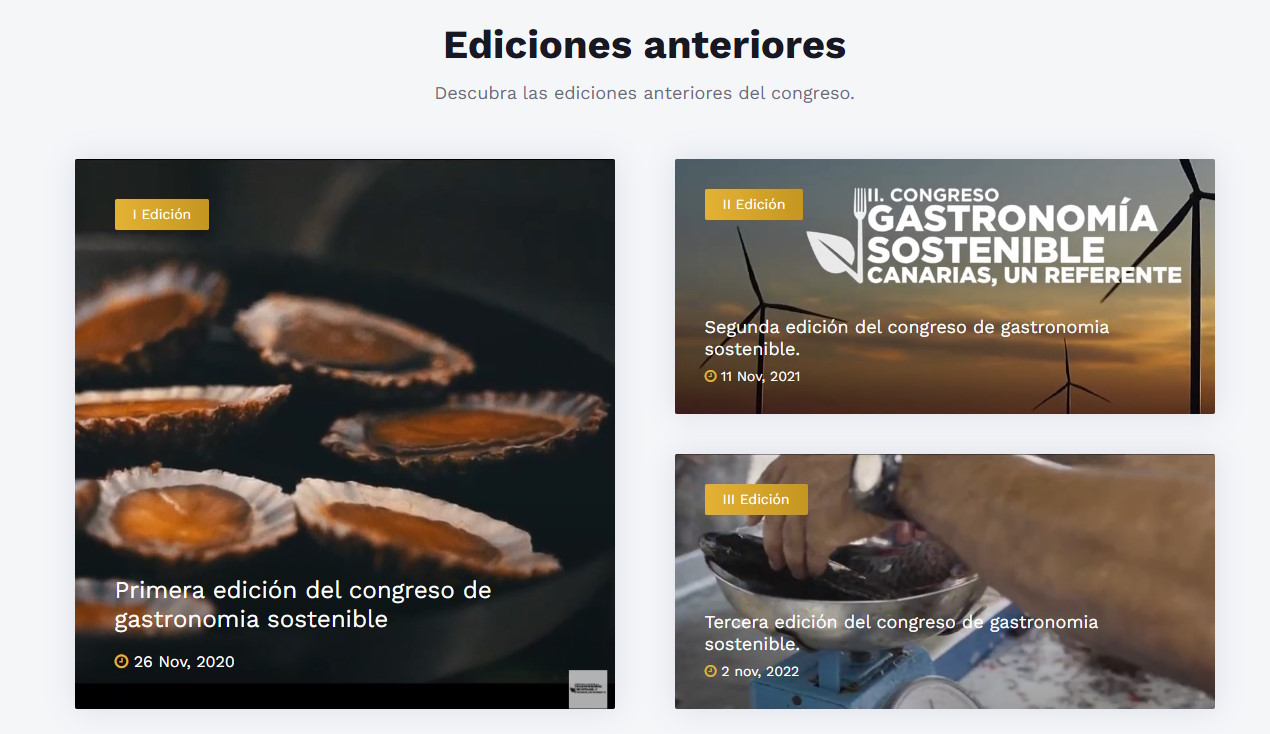 Ediciones anteriores
Descubra las ediciones anteriores del congreso.
I Edición
Primera edición del congreso de
gastronomia sostenible
26 Nov, 2020
II Edición
II. CONGRESO
GASTRONOMÍA
SOSTENIBLE
CANARIAS, UN REFERENTE
Segunda edición del congreso de gastronomia
sostenible.
11 Nov, 2021
III Edición
Tercera edición del congreso de gastronomia
sostenible.
2 nov, 2022